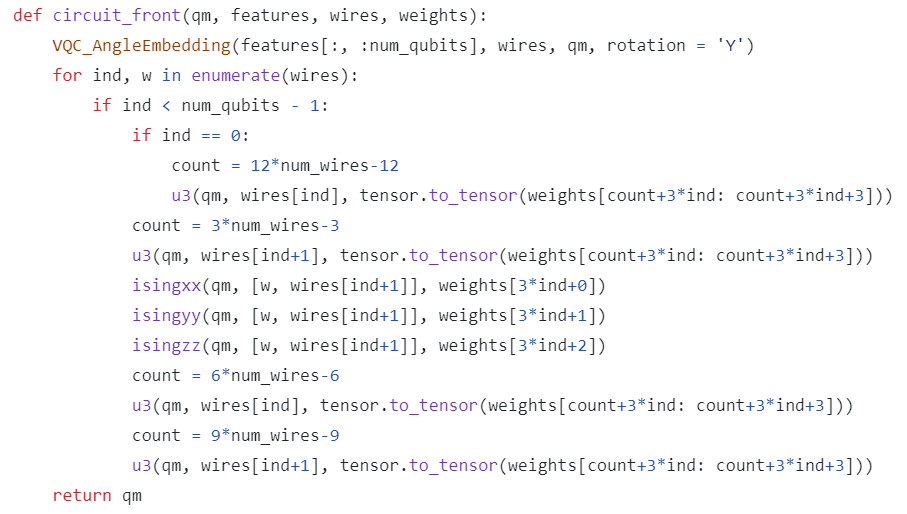 def circuit_front(qm, features, wires, weights):
    VQC_AngleEmbedding(features[:, :num_qubits], wires, qm, rotation = 'Y')
    for ind, w in enumerate(wires):
        if ind < num_qubits - 1:
            if ind == 0:
                count = 12*num_wires-12
                u3(qm, wires[ind], tensor.to_tensor(weights[count+3*ind: count+3*ind+3]))
            count = 3*num_wires-3
            u3(qm, wires[ind+1], tensor.to_tensor(weights[count+3*ind: count+3*ind+3]))
            isingxx(qm, [w, wires[ind+1]], weights[3*ind+0])
            isingyy(qm, [w, wires[ind+1]], weights[3*ind+1])
            isingzz(qm, [w, wires[ind+1]], weights[3*ind+2])
            count = 6*num_wires-6
            u3(qm, wires[ind], tensor.to_tensor(weights[count+3*ind: count+3*ind+3]))
            count = 9*num_wires-9
            u3(qm, wires[ind+1], tensor.to_tensor(weights[count+3*ind: count+3*ind+3]))
    return qm